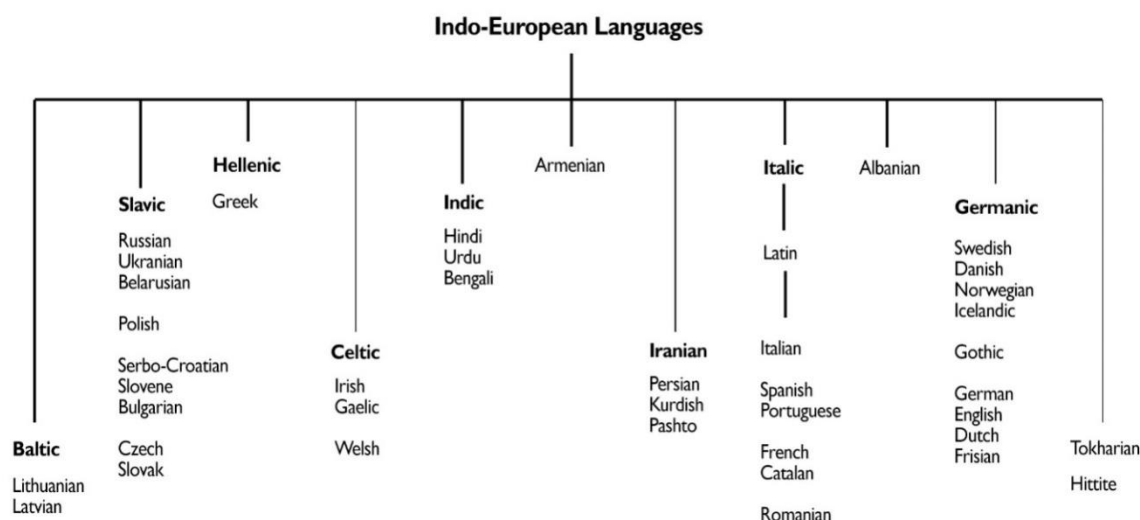 Indo-European Languages
Baltic
Lithuanian
Latvian
Slavic
Russian
Ukranian
Belarusian
Polish
Serbo-Croatian
Slovene
Bulgarian
Czech
Slovak
Hellenic
Greek
Celtic
Irish
Gaelic
Welsh
Indic
Hindi
Urdu
Bengali
Armenian
Iranian
Persian
Kurdish
Pashto
Italic
Latin
Italian
Spanish
Portuguese
French
Catalan
Romanian
Albanian
Germanic
Swedish
Danish
Norwegian
Icelandic
Gothic
German
English
Dutch
Frisian
Tokharian
Hittite